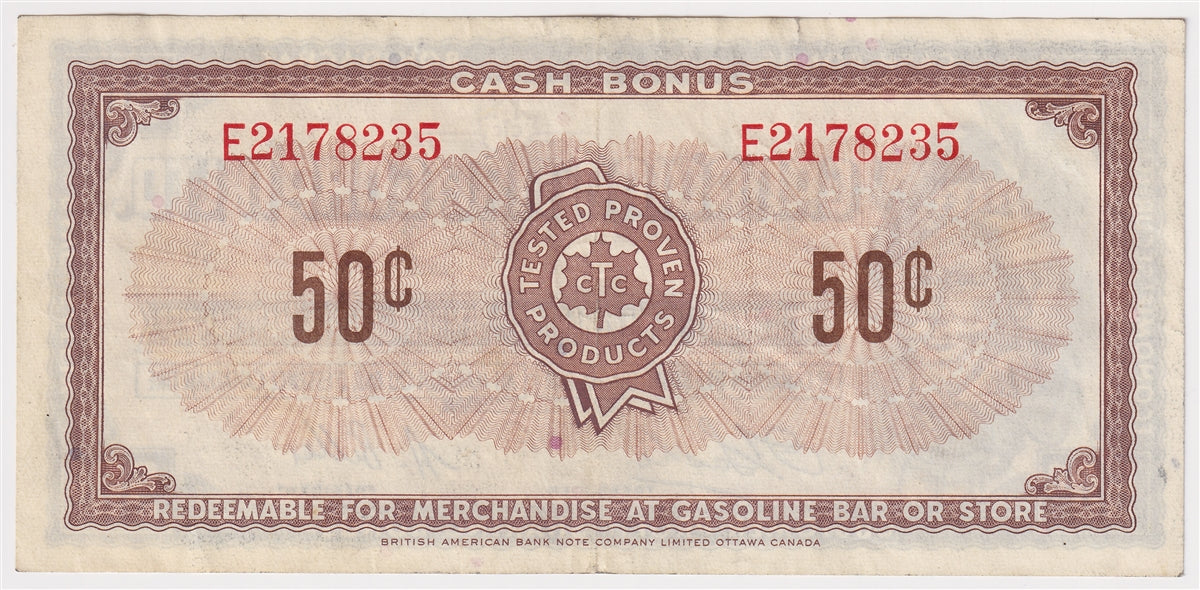 CASH BONUS
E2178235 E2178235
50¢ 50¢
TESTED PROVEN
CTC
PRODUCTS
REDEEMABLE FOR MERCHANDISE AT GASOLINE BAR OR STORE
BRITISH AMERICAN BANK NOTE COMPANY LIMITED OTTAWA CANADA